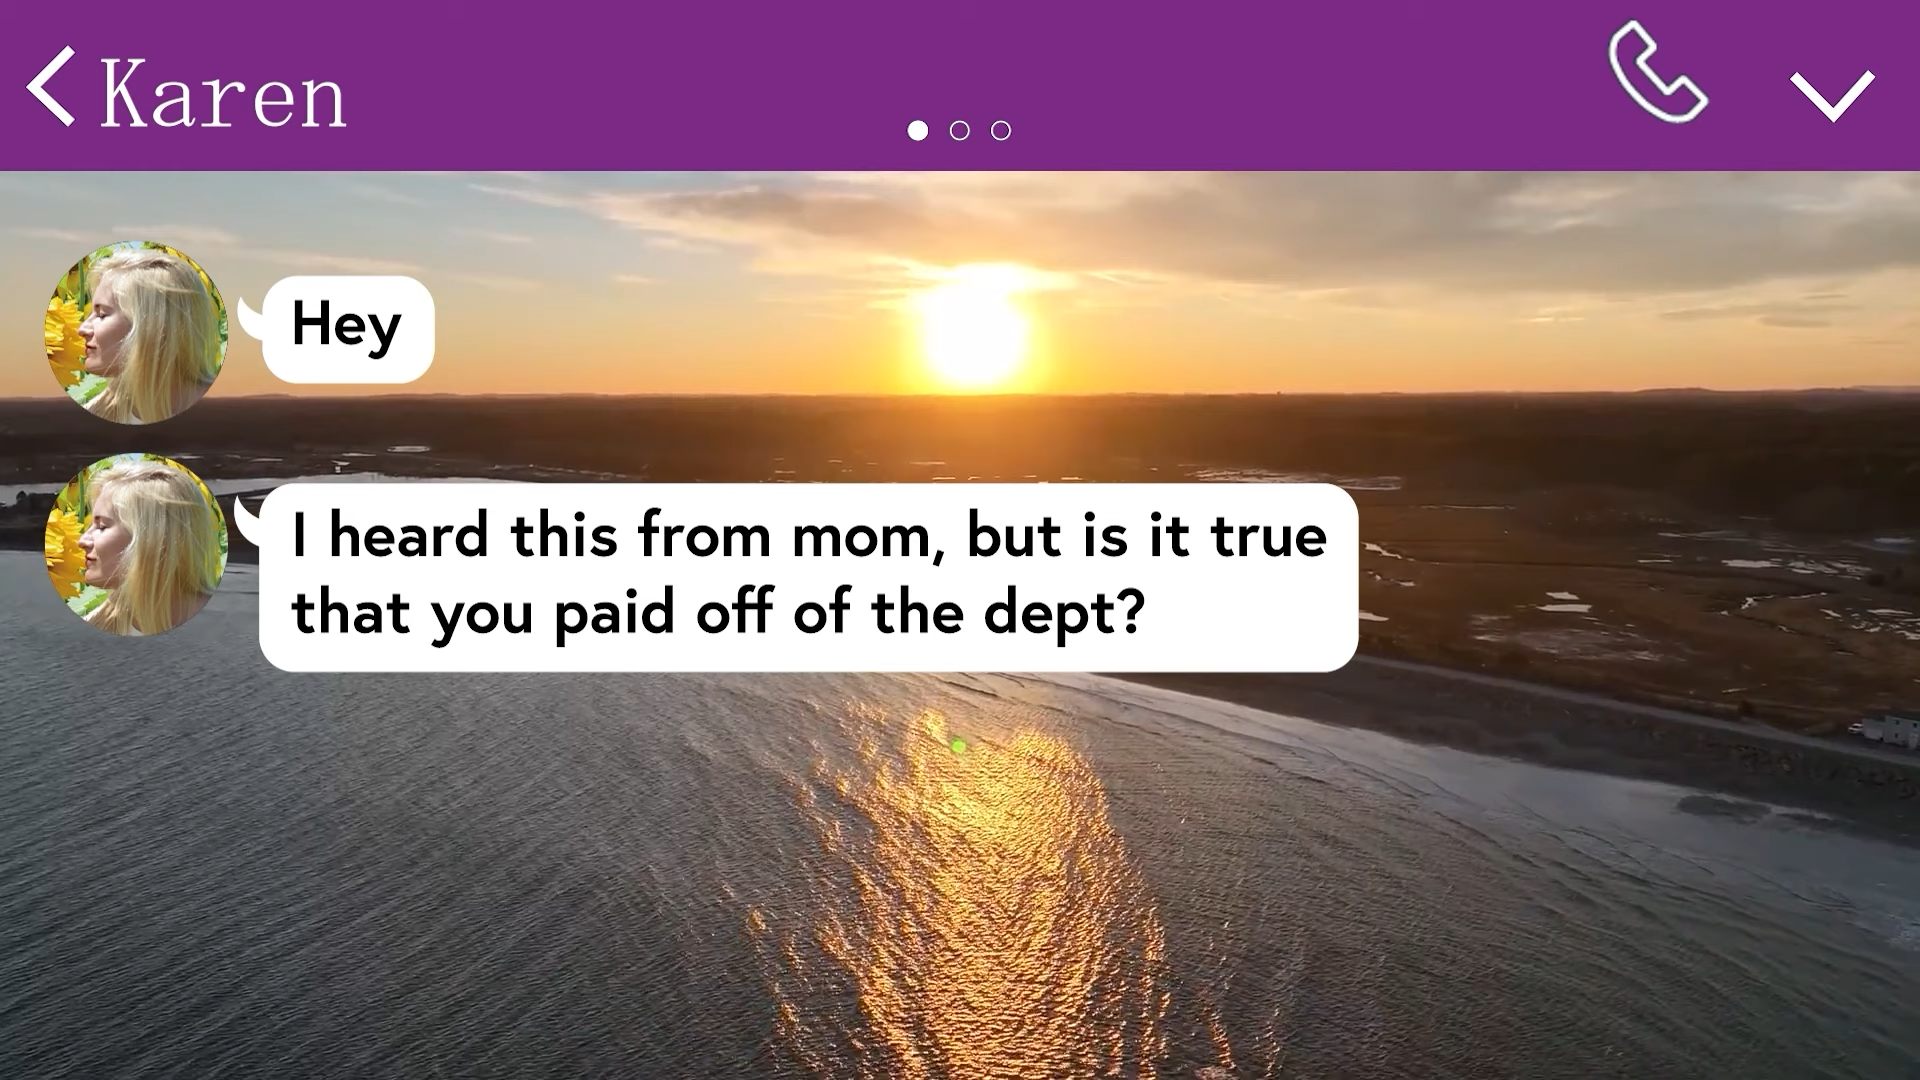 Karen
Hey
I heard this from mom, but is it true
that you paid off of the dept?